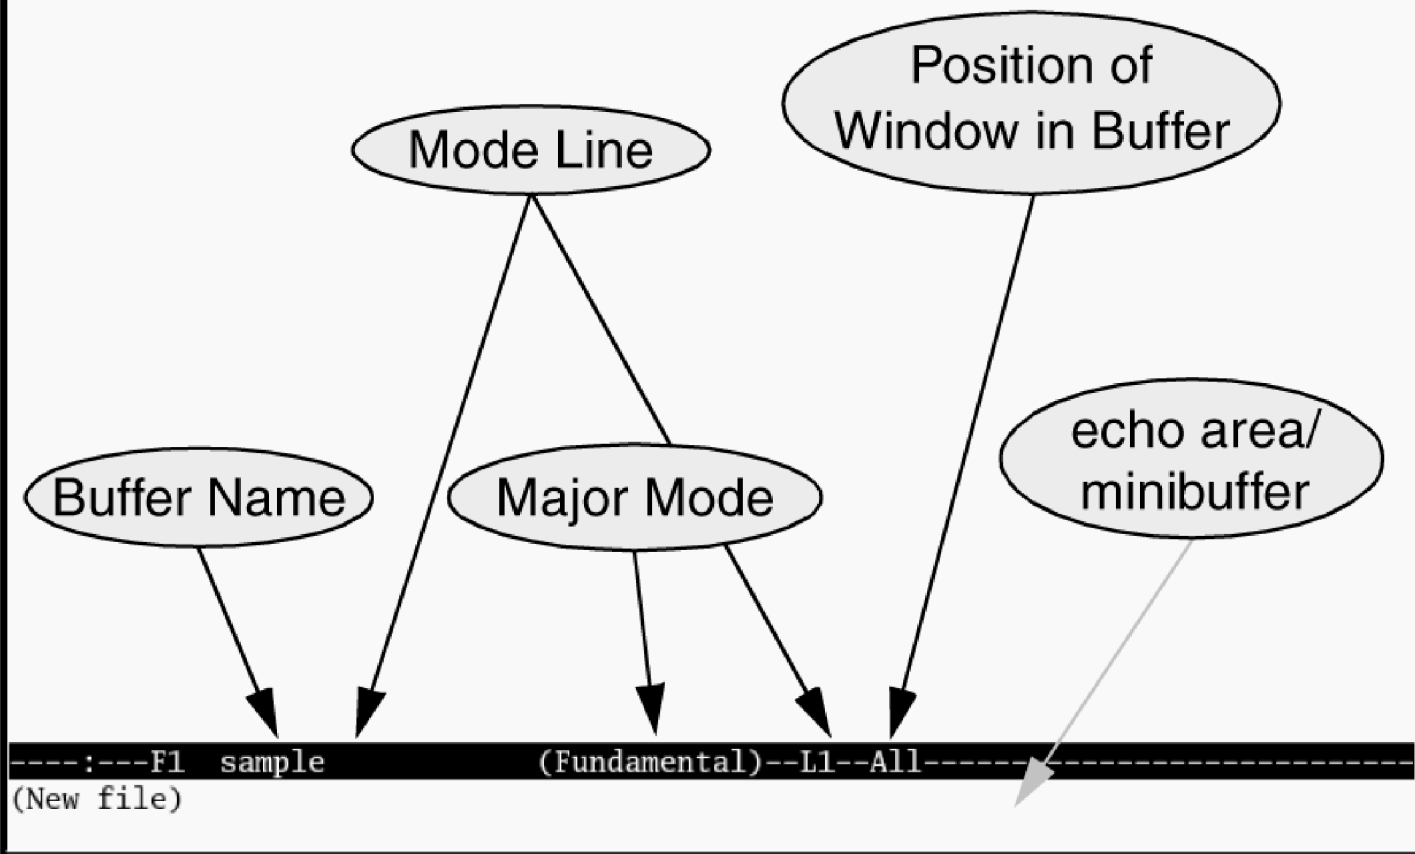 Position of
Window in Buffer
Mode Line
echo area/
minibuffer
Buffer Name
Major Mode
----:---F1  sample            (Fundamental)--L1--All----------------------------
(New file)